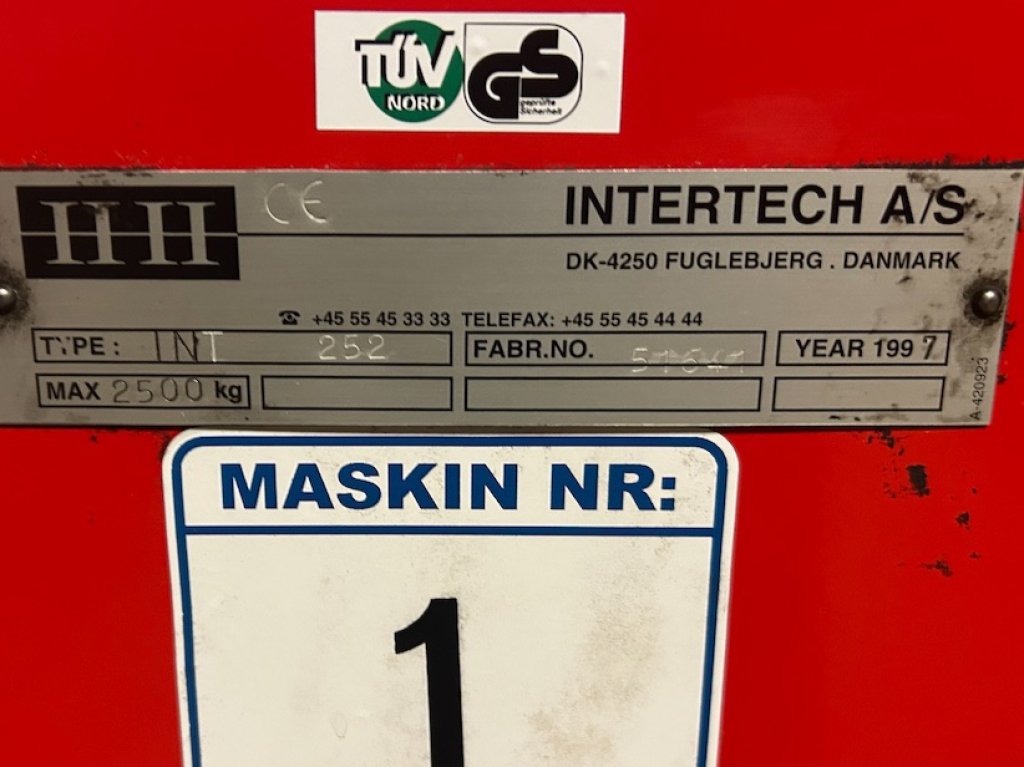 TÜV
NORD
GS
geprüfte
Sicherheit
CE
INTERTECH A/S
DK-4250 FUGLEBJERG . DANMARK
☎ +45 55 45 33 33 TELEFAX: +45 55 45 44 44
TYPE: INT 252 FABR.NO. YEAR 1997
MAX 2500 kg
A-420923
MASKIN NR:
1